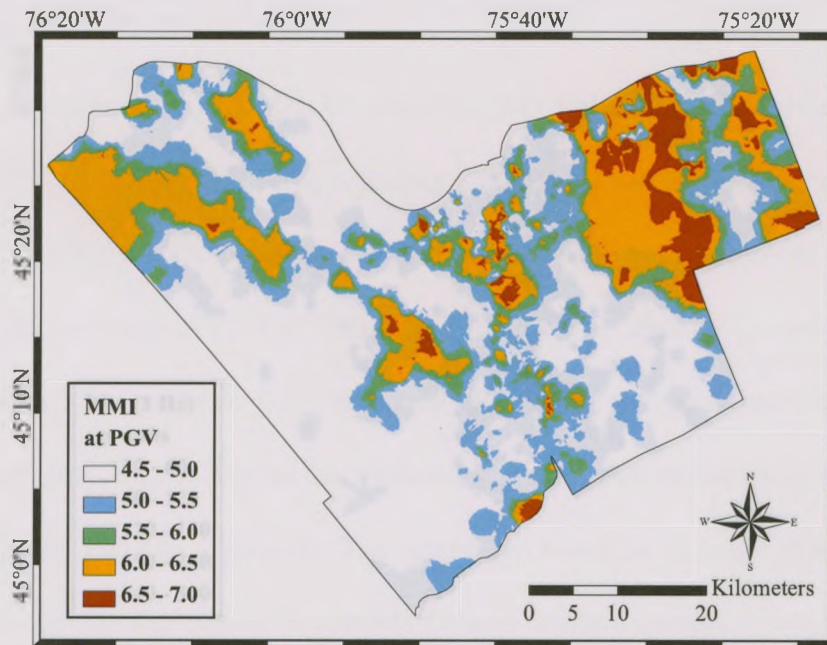 76°20'W 76°0'W 75°40'W 75°20'W
45°20'N
45°10'N
45°0'N
MMI
at PGV
4.5 - 5.0
5.0 - 5.5
5.5 - 6.0
6.0 - 6.5
6.5 - 7.0
N
W E
S
Kilometers
0 5 10 20